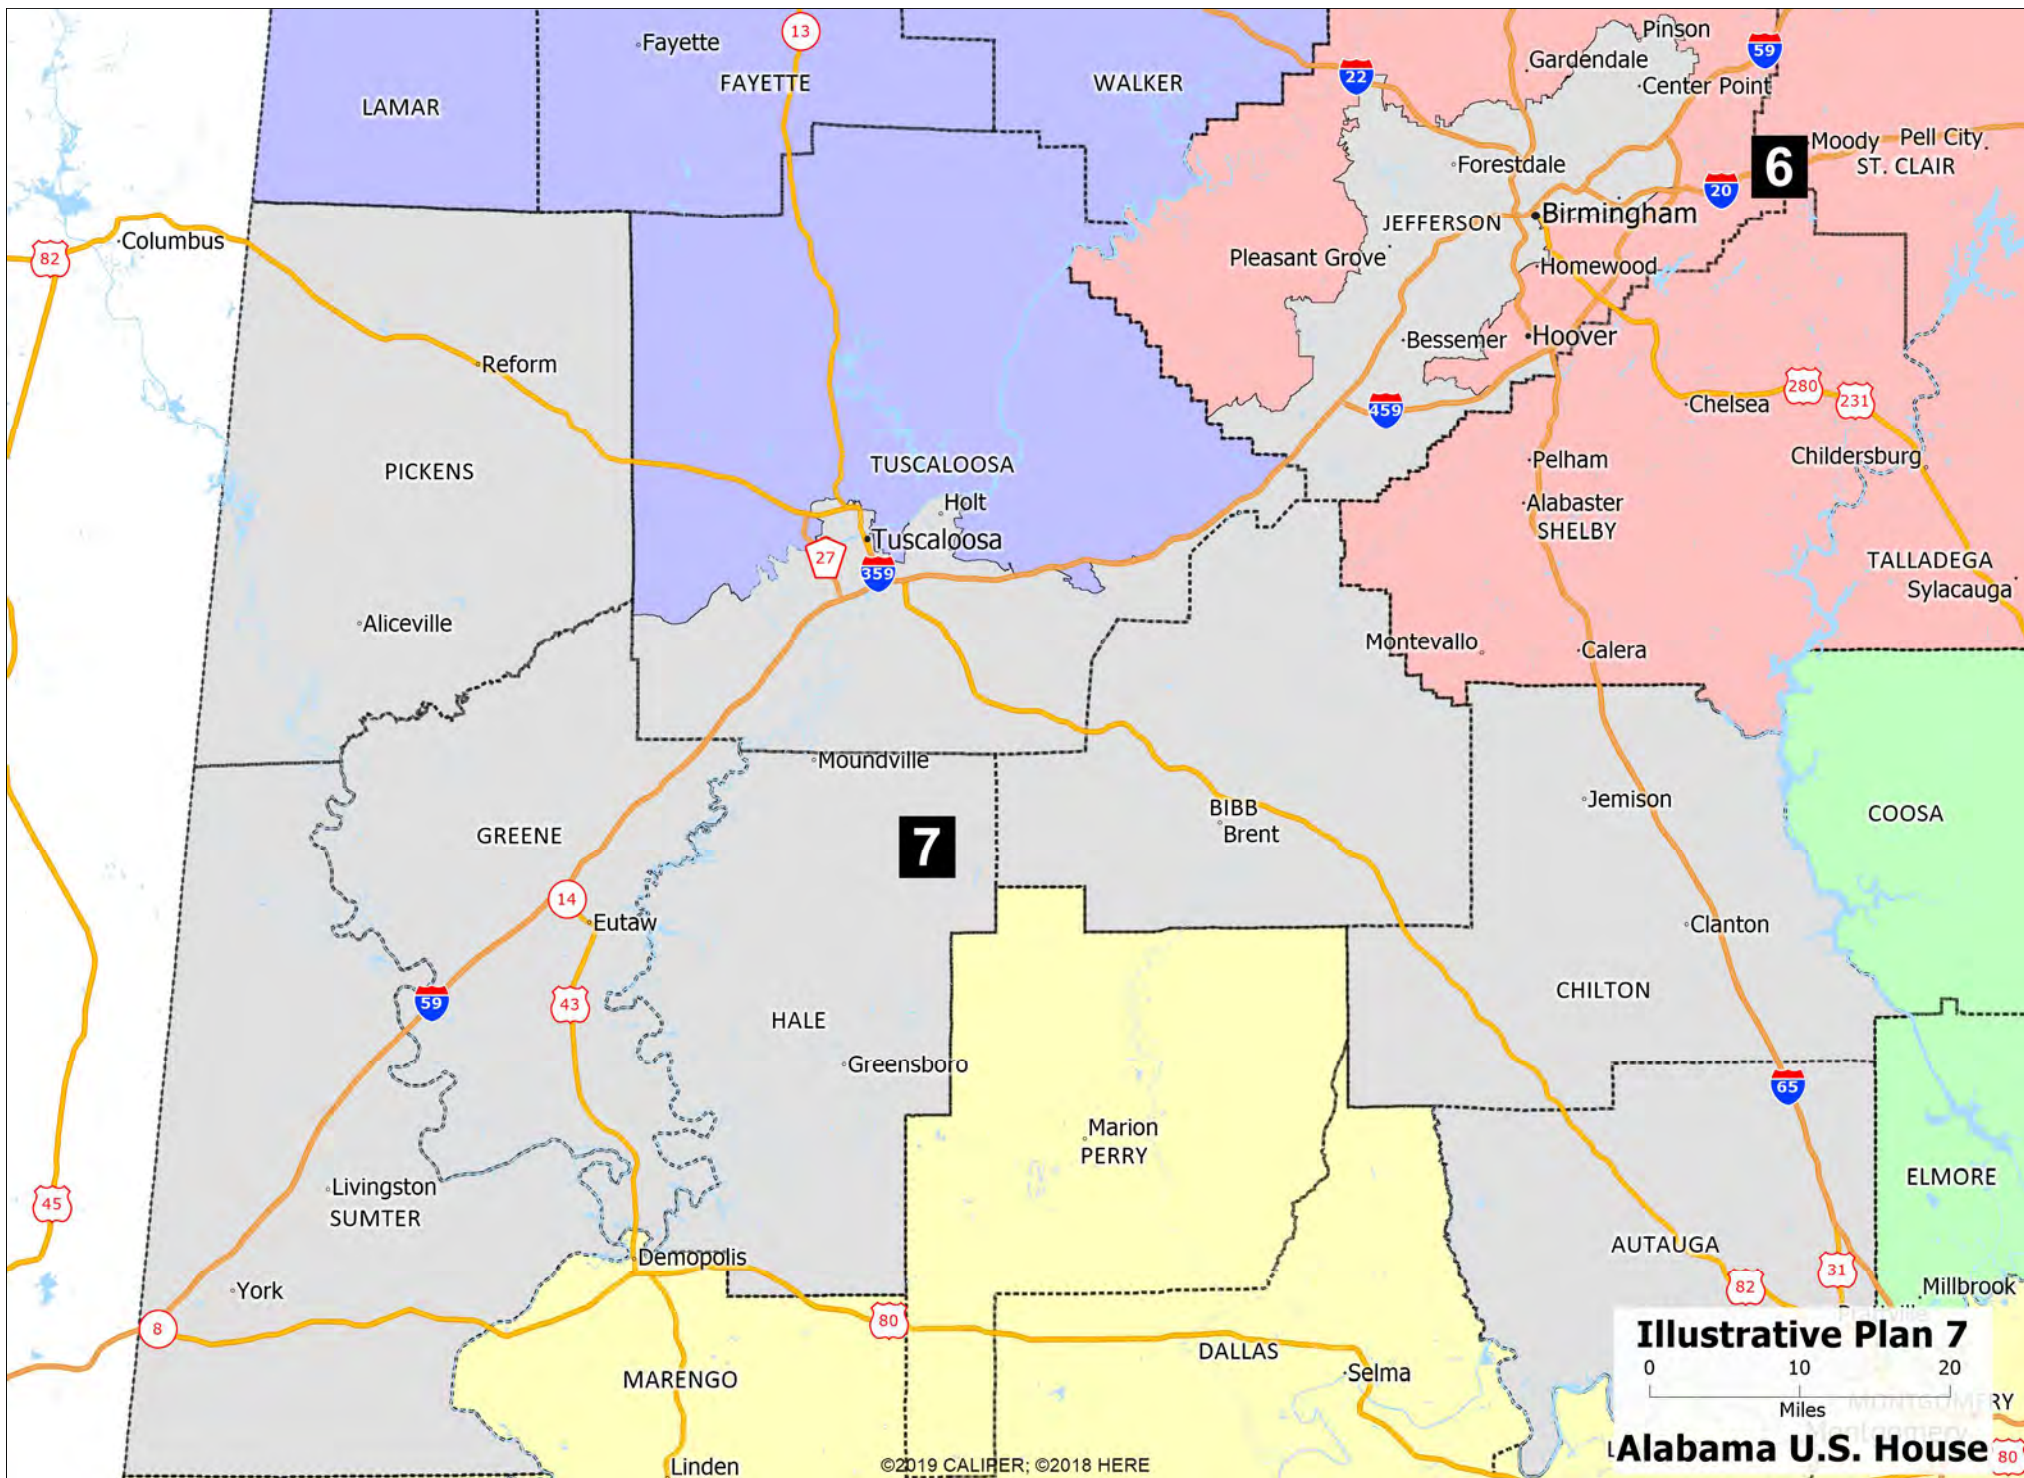 13
Fayette
FAYETTE
LAMAR
WALKER
22
Pinson
Gardendale
59
Center Point
Moody
Pell City
ST. CLAIR
6
Forestdale
20
Birmingham
JEFFERSON
Columbus
82
Pleasant Grove
Homewood
Bessemer
Hoover
Reform
280
231
459
Chelsea
PICKENS
TUSCALOOSA
Pelham
Childersburg
Holt
Alabaster
SHELBY
Tuscaloosa
27
359
TALLADEGA
Sylacauga
Aliceville
Montevallo
Calera
Moundville
Jemison
BIBB
Brent
COOSA
GREENE
7
14
Eutaw
Clanton
59
43
CHILTON
HALE
Greensboro
65
Marion
PERRY
ELMORE
45
Livingston
SUMTER
AUTAUGA
Demopolis
31
82
Millbrook
York
8
80
Prattville
Illustrative Plan 7
0 10 20
Miles
DALLAS
Selma
MARENGO
MONTGOMERY
Montgomery
Alabama U.S. House
80
Linden
©2019 CALIPER; ©2018 HERE